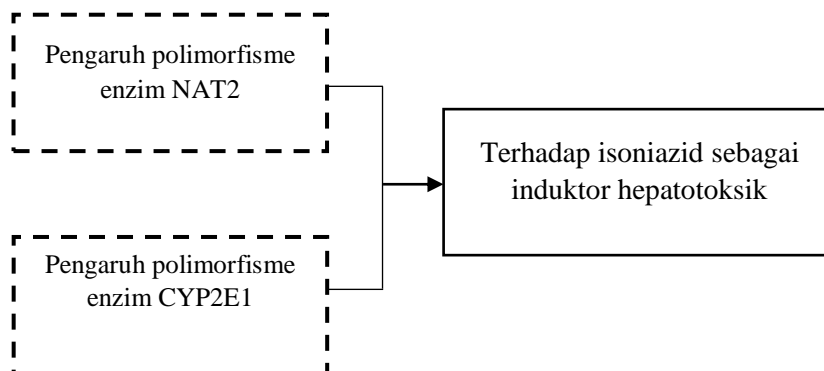 Pengaruh polimorfisme
enzim NAT2
Terhadap isoniazid sebagai
induktor hepatotoksik
Pengaruh polimorfisme
enzim CYP2E1